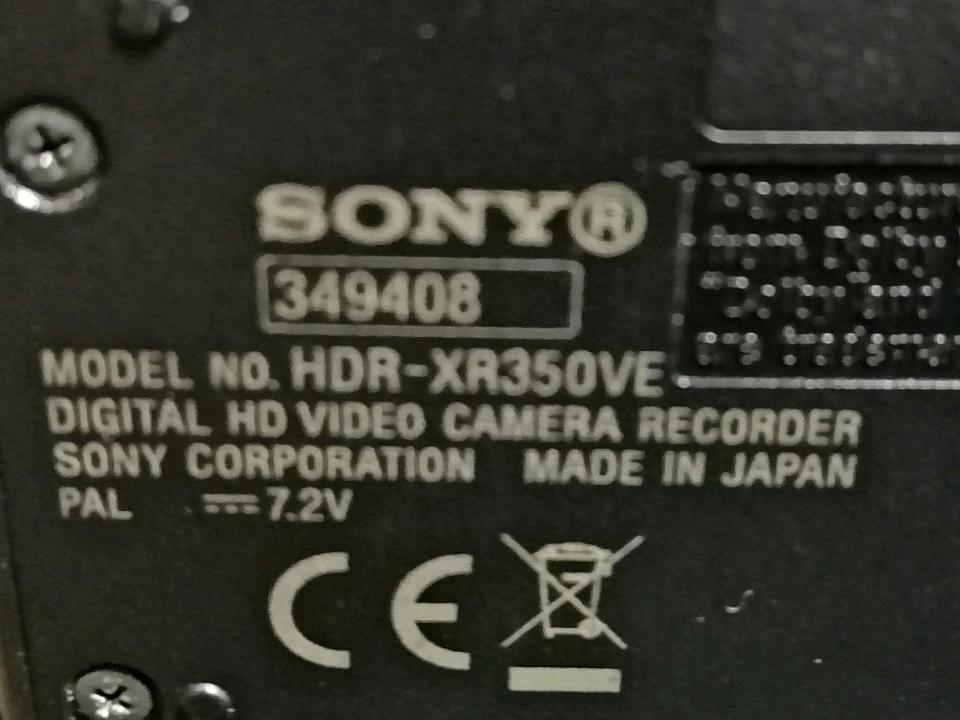 SONY®
349408
MODEL NO. HDR-XR350VE
DIGITAL HD VIDEO CAMERA RECORDER
SONY CORPORATION MADE IN JAPAN
PAL ⎓ 7.2V
CE